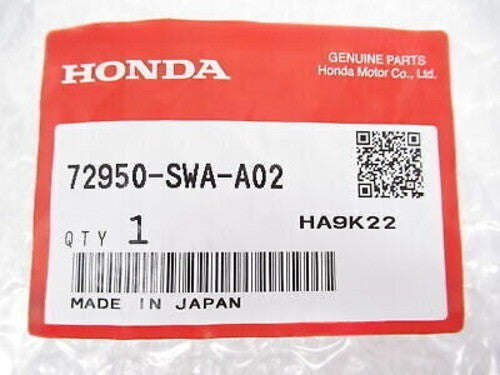 HONDA
GENUINE PARTS
Honda Motor Co., Ltd.
72950-SWA-A02
QTY 1
HA9K22
MADE IN JAPAN